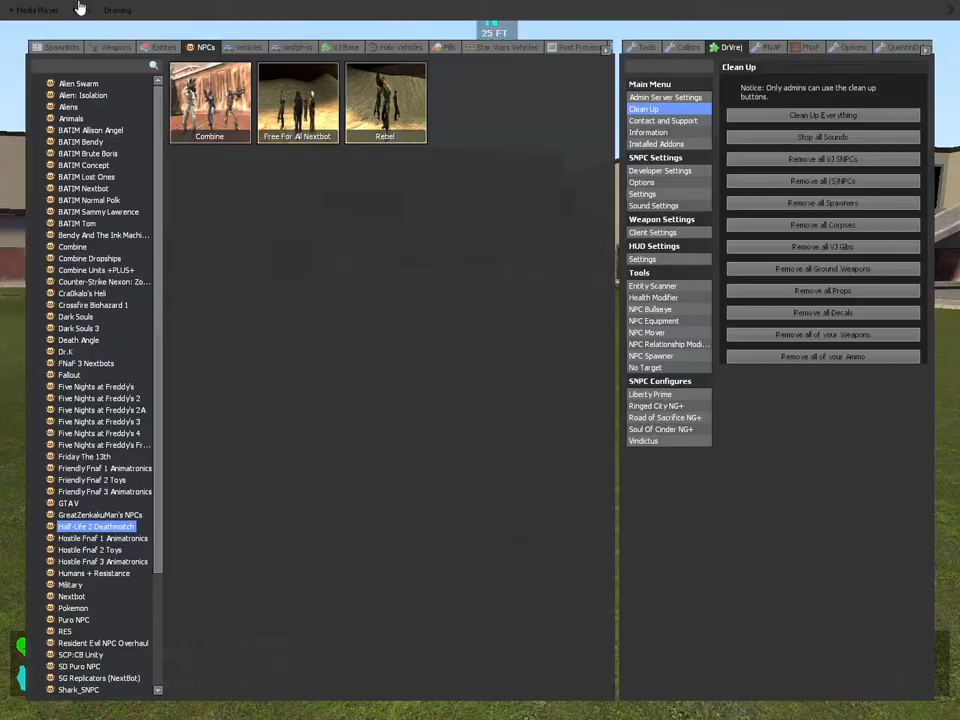 Media Player
Drawing
25 FT
Spawnlists
Weapons
Entities
NPCs
Vehicles
simfphys
VJ Base
Halo Vehicles
Pills
Star Wars Vehicles
Post Process
Tools
Callists
DrVrej
FNAF
FNaF
Options
QuentinD
Alien Swarm
Alien: Isolation
Aliens
Animals
BATIM Allison Angel
BATIM Bendy
BATIM Brute Boris
BATIM Concept
BATIM Lost Ones
BATIM Nextbot
BATIM Normal Polk
BATIM Sammy Lawrence
BATIM Tom
Bendy And The Ink Machi...
Combine
Combine Dropships
Combine Units +PLUS+
Counter-Strike Nexon: Zo...
Cra0kalo's Heli
Crossfire Biohazard 1
Dark Souls
Dark Souls 3
Death Angle
Dr.K
FNaF 3 Nextbots
Fallout
Five Nights at Freddy's
Five Nights at Freddy's 2
Five Nights at Freddy's 2A
Five Nights at Freddy's 3
Five Nights at Freddy's 4
Five Nights at Freddy's Fr...
Friday The 13th
Friendly Fnaf 1 Animatronics
Friendly Fnaf 2 Toys
Friendly Fnaf 3 Animatronics
GTA V
GreatZenkakuMan's NPCs
Half-Life 2 Deathmatch
Hostile Fnaf 1 Animatronics
Hostile Fnaf 2 Toys
Hostile Fnaf 3 Animatronics
Humans + Resistance
Military
Nextbot
Pokemon
Puro NPC
RES
Resident Evil NPC Overhaul
SCP:CB Unity
SD Puro NPC
SG Replicators (NextBot)
Shark_SNPC
Combine
Free For All Nextbot
Rebel
Main Menu
Admin Server Settings
Clean Up
Contact and Support
Information
Installed Addons
SNPC Settings
Developer Settings
Options
Settings
Sound Settings
Weapon Settings
Client Settings
HUD Settings
Settings
Tools
Entity Scanner
Health Modifier
NPC Bullseye
NPC Equipment
NPC Mover
NPC Relationship Modi...
NPC Spawner
No Target
SNPC Configures
Liberty Prime
Ringed City NG+
Road of Sacrifice NG+
Soul Of Cinder NG+
Vindictus
Clean Up
Notice: Only admins can use the clean up
buttons.
Clean Up Everything
Stop all Sounds
Remove all VJ SNPCs
Remove all (S)NPCs
Remove all Spawners
Remove all Corpses
Remove all VJ Gibs
Remove all Ground Weapons
Remove all Props
Remove all Decals
Remove all of your Weapons
Remove all of your Ammo